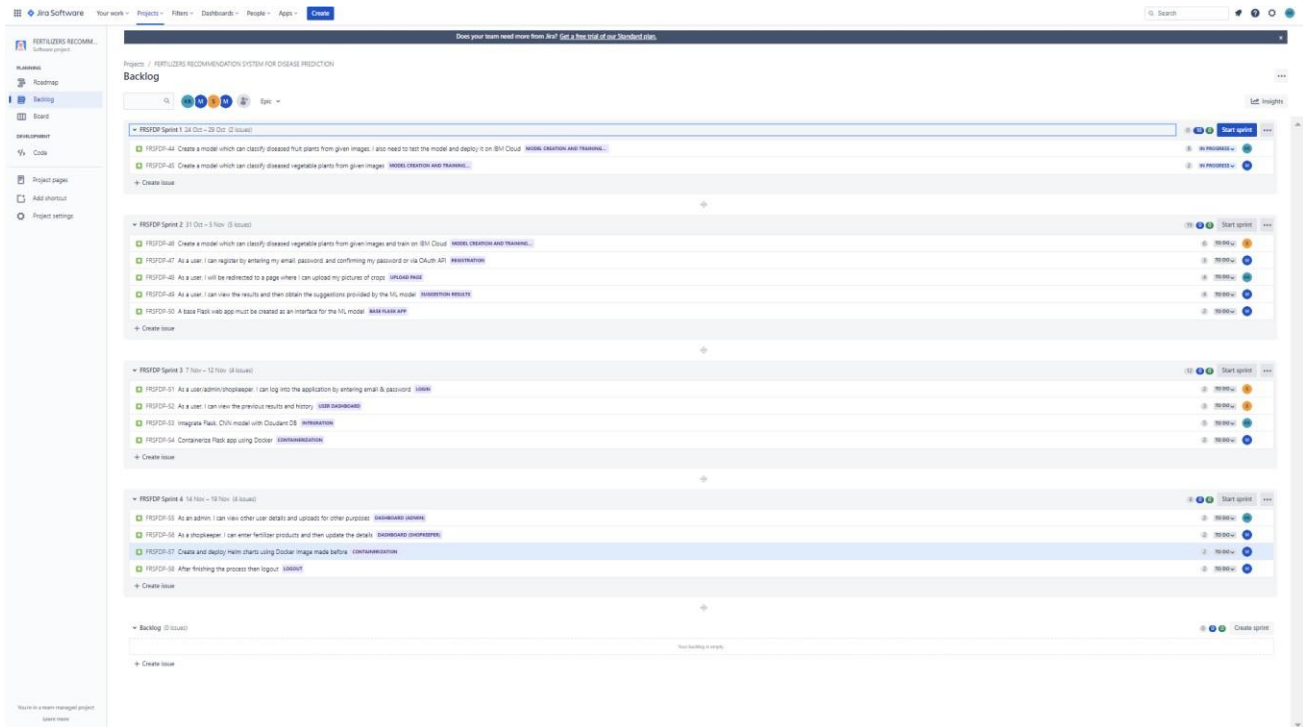 Jira Software Your work Projects Filters Dashboards People Apps Create Search
Does your team need more from Jira? Get a free trial of our Standard plan.
FERTILIZERS RECOMM...
Software project
PLANNING
Roadmap
Backlog
Board
DEVELOPMENT
Code
Project pages
Add shortcut
Project settings
You're in a team-managed project
Learn more
Projects / FERTILIZERS RECOMMENDATION SYSTEM FOR DISEASE PREDICTION
Backlog
M S M Epic Insights
FRSFDP Sprint 1 24 Oct – 29 Oct (2 issues) Start sprint
FRSFDP-44 Create a model which can classify diseased fruit plants from given images. I also need to test the model and deploy it on IBM Cloud MODEL CREATION AND TRAINING... IN PROGRESS
FRSFDP-45 Create a model which can classify diseased vegetable plants from given images MODEL CREATION AND TRAINING... 2 IN PROGRESS M
+ Create issue
FRSFDP Sprint 2 31 Oct – 5 Nov (5 issues) Start sprint
FRSFDP-46 Create a model which can classify diseased vegetable plants from given images and train on IBM Cloud MODEL CREATION AND TRAINING... TO DO S
FRSFDP-47 As a user, I can register by entering my email, password, and confirming my password or via OAuth API REGISTRATION TO DO M
FRSFDP-48 As a user, I will be redirected to a page where I can upload my pictures of crops UPLOAD PAGE TO DO
FRSFDP-49 As a user, I can view the results and then obtain the suggestions provided by the ML model SUGGESTION RESULTS TO DO M
FRSFDP-50 A base Flask web app must be created as an interface for the ML model BASE FLASK APP TO DO M
+ Create issue
FRSFDP Sprint 3 7 Nov – 12 Nov (4 issues) Start sprint
FRSFDP-51 As a user/admin/shopkeeper, I can log into the application by entering email & password LOGIN TO DO S
FRSFDP-52 As a user, I can view the previous results and history USER DASHBOARD TO DO S
FRSFDP-53 Integrate Flask, CNN model with Cloudant DB INTEGRATION TO DO
FRSFDP-54 Containerize Flask app using Docker CONTAINERIZATION TO DO M
+ Create issue
FRSFDP Sprint 4 14 Nov – 19 Nov (4 issues) Start sprint
FRSFDP-55 As an admin, I can view other user details and uploads for other purposes DASHBOARD (ADMIN) TO DO
FRSFDP-56 As a shopkeeper, I can enter fertilizer products and then update the details DASHBOARD (SHOPKEEPER) TO DO M
FRSFDP-57 Create and deploy Helm charts using Docker Image made before CONTAINERIZATION 2 TO DO M
FRSFDP-58 After finishing the process then logout LOGOUT TO DO M
+ Create issue
Backlog (0 issues) Create sprint
Your backlog is empty.
+ Create issue